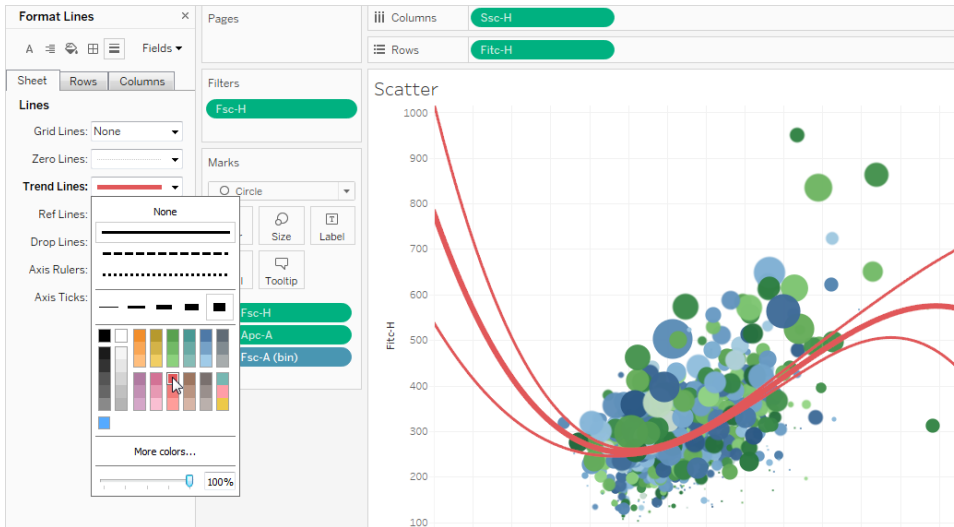 Format Lines
×
A
Fields
Sheet
Rows
Columns
Lines
Grid Lines:
None
Zero Lines:
Trend Lines:
Ref Lines:
Drop Lines:
Axis Rulers:
Axis Ticks:
None
More colors...
100%
Pages
Filters
Fsc-H
Marks
Circle
Size
T
Label
Tooltip
Fsc-H
Apc-A
Fsc-A (bin)
Columns
Ssc-H
Rows
Fitc-H
Scatter
Fitc-H
1000
900
800
700
600
500
400
300
200
100